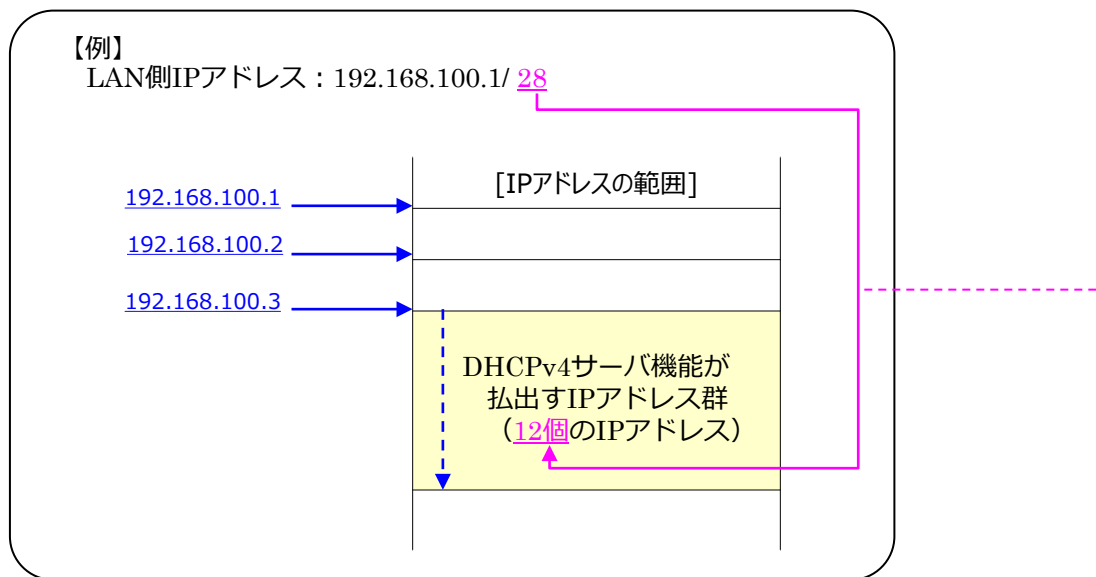 【例】
LAN側IPアドレス：192.168.100.1/ 28
[IPアドレスの範囲]
192.168.100.1
192.168.100.2
192.168.100.3
DHCPv4サーバ機能が
払出すIPアドレス群
（12個のIPアドレス）